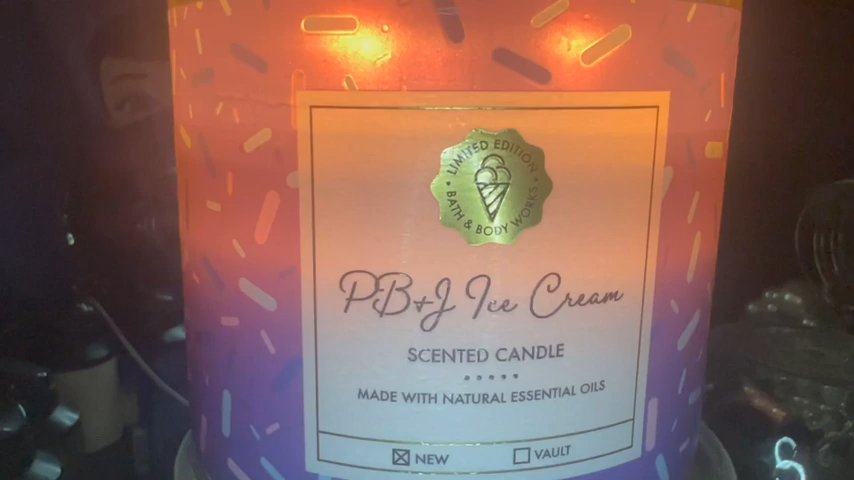 LIMITED EDITION
• BATH & BODY WORKS •
PB+J Ice Cream
SCENTED CANDLE
MADE WITH NATURAL ESSENTIAL OILS
☒ NEW ☐ VAULT